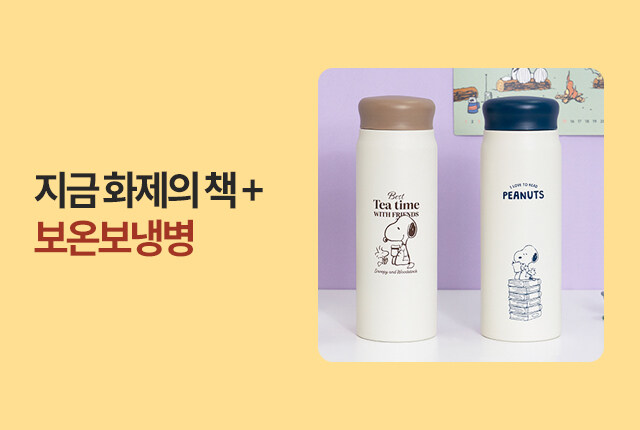 지금 화제의 책 +
보온보냉병
Best
Tea time
WITH FRIENDS
Snoopy and Woodstock
I LOVE TO READ
PEANUTS